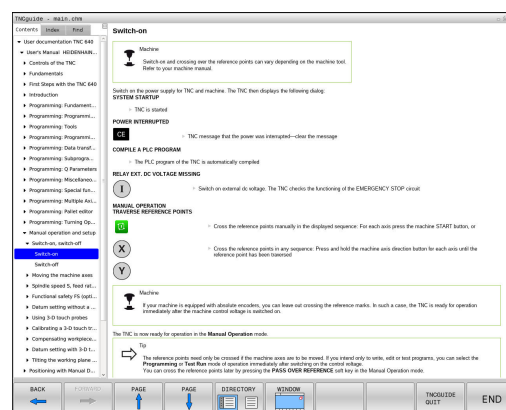 TNCguide - main.chm
Contents Index Find
Switch-on
User documentation TNC 640
User's Manual HEIDENHAIN...
Controls of the TNC
Fundamentals
First Steps with the TNC 640
Introduction
Programming: Fundament...
Programming: Programmi...
Programming: Tools
Programming: Programmi...
Programming: Data transf...
Programming: Subprogra...
Programming: Q Parameters
Programming: Miscellaneo...
Programming: Special fun...
Programming: Multiple Axi...
Programming: Pallet editor
Programming: Turning Op...
Manual operation and setup
Switch-on, switch-off
Switch-on
Switch-off
Moving the machine axes
Spindle speed S, feed rat...
Functional safety FS (opti...
Datum setting without a ...
Using 3-D touch probes
Calibrating a 3-D touch tr...
Compensating workpiece...
Datum setting with 3-D t...
Tilting the working plane ...
Positioning with Manual D...
Machine
Switch-on and crossing over the reference points can vary depending on the machine tool.
Refer to your machine manual.
Switch on the power supply for TNC and machine. The TNC then displays the following dialog:
SYSTEM STARTUP
TNC is started
POWER INTERRUPTED
CE
TNC message that the power was interrupted—clear the message
COMPILE A PLC PROGRAM
The PLC program of the TNC is automatically compiled
RELAY EXT. DC VOLTAGE MISSING
I
Switch on external dc voltage. The TNC checks the functioning of the EMERGENCY STOP circuit
MANUAL OPERATION
TRAVERSE REFERENCE POINTS
Cross the reference points manually in the displayed sequence: For each axis press the machine START button, or
X
Cross the reference points in any sequence: Press and hold the machine axis direction button for each axis until the
reference point has been traversed
Y
Machine
If your machine is equipped with absolute encoders, you can leave out crossing the reference marks. In such a case, the TNC is ready for operation
immediately after the machine control voltage is switched on.
The TNC is now ready for operation in the Manual Operation mode.
Tip
The reference points need only be crossed if the machine axes are to be moved. If you intend only to write, edit or test programs, you can select the
Programming or Test Run mode of operation immediately after switching on the control voltage.
You can cross the reference points later by pressing the PASS OVER REFERENCE soft key in the Manual Operation mode.
BACK FORWARD PAGE PAGE DIRECTORY WINDOW TNCGUIDE QUIT END